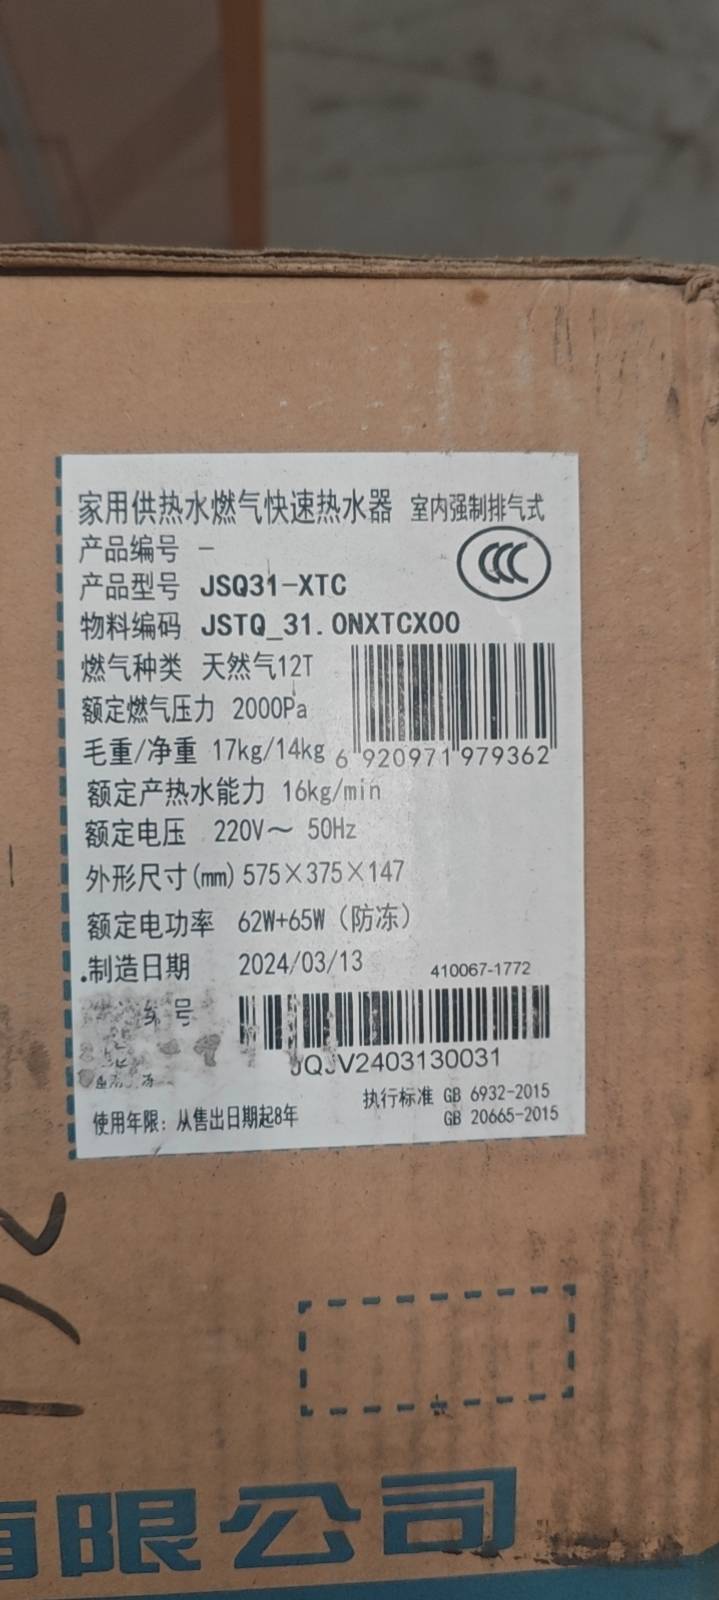 家用供热水燃气快速热水器 室内强制排气式
产品编号 -
CCC
产品型号 JSQ31-XTC
物料编码 JSTQ_31.0NXTCX00
燃气种类 天然气12T
额定燃气压力 2000Pa
毛重/净重 17kg/14kg
6 920971 979362
额定产热水能力 16kg/min
额定电压 220V~ 50Hz
外形尺寸(mm) 575×375×147
额定电功率 62W+65W (防冻)
.制造日期 2024/03/13
410067-1772
号
JQJV2403130031
执行标准 GB 6932-2015
GB 20665-2015
使用年限: 从售出日期起8年
有限公司